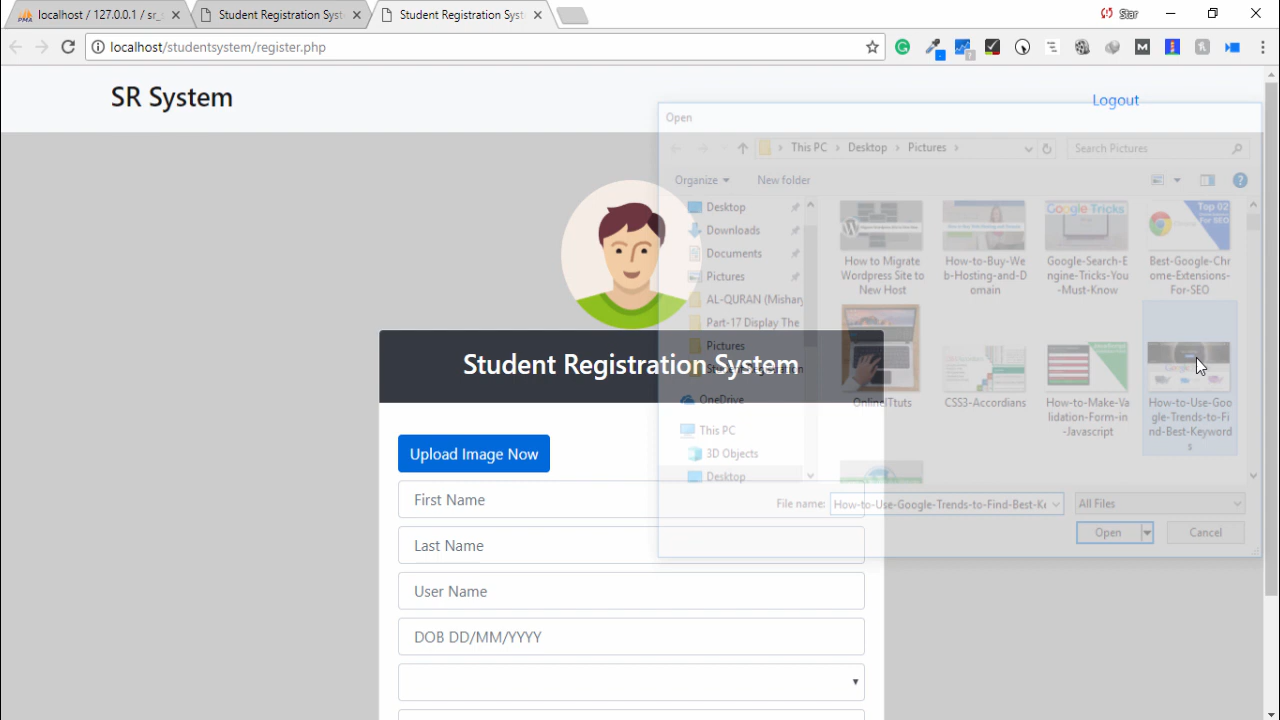 localhost / 127.0.0.1 / sr_s
Student Registration Syst
Student Registration Syst
Star
localhost/studentsystem/register.php
SR System
Logout
Open
This PC > Desktop > Pictures >
Search Pictures
Organize
New folder
Desktop
Downloads
Documents
Pictures
AL-QURAN (Mishary
Part-17 Display The
Pictures
OneDrive
This PC
3D Objects
Desktop
How to Migrate
Wordpress Site to
New Host
How-to-Buy-We
b-Hosting-and-D
omain
Google Tricks
Google-Search-E
ngine-Tricks-You
-Must-Know
Top 02
For SEO
Best-Google-Chr
ome-Extensions-
For-SEO
OnlineITtuts
CSS3-Accordians
How-to-Make-Va
lidation-Form-in
-Javascript
How-to-Use-Goo
gle-Trends-to-Fi
nd-Best-Keyword
s
File name:
How-to-Use-Google-Trends-to-Find-Best-Ke
All Files
Open
Cancel
Student Registration System
Upload Image Now
First Name
Last Name
User Name
DOB DD/MM/YYYY